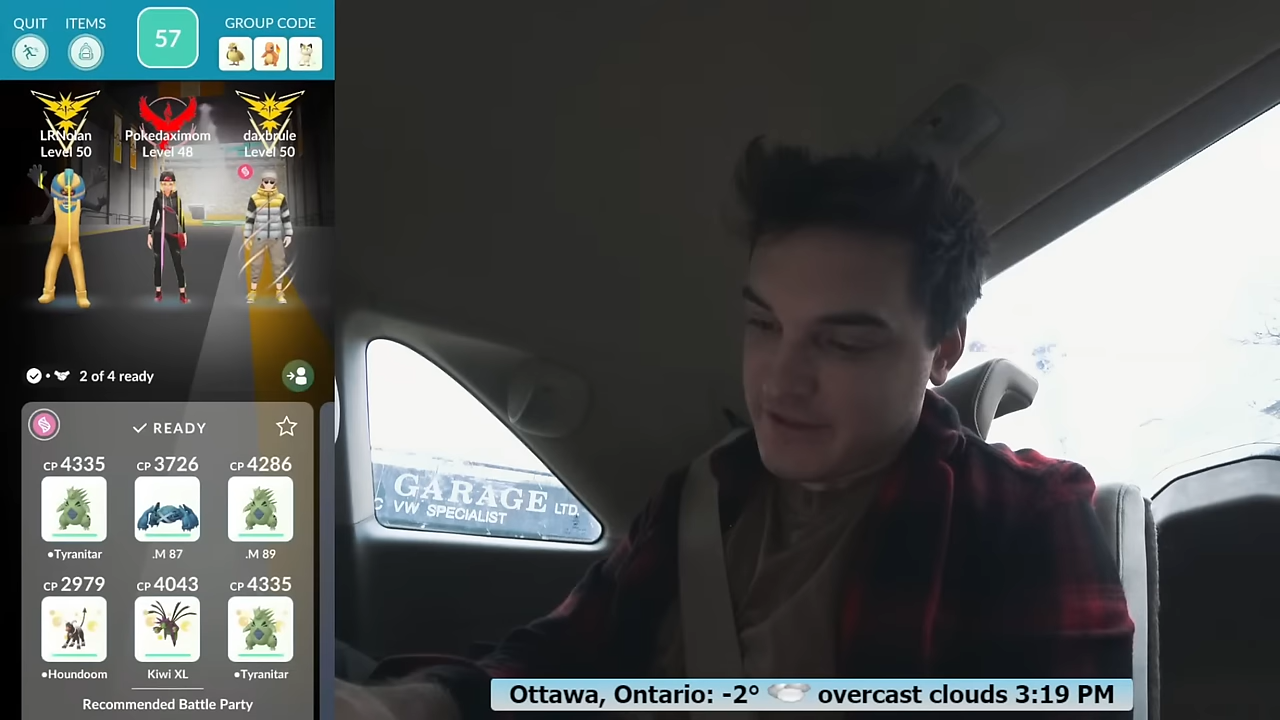 QUIT ITEMS 57 GROUP CODE
LRNolan Pokedaximom daxbrule
Level 50 Level 48 Level 50
2 of 4 ready
READY
CP 4335 CP 3726 CP 4286
•Tyranitar .M 87 .M 89
CP 2979 CP 4043 CP 4335
•Houndoom Kiwi XL •Tyranitar
Recommended Battle Party
GARAGE LTD.
C VW SPECIALIST
Ottawa, Ontario: -2° overcast clouds 3:19 PM